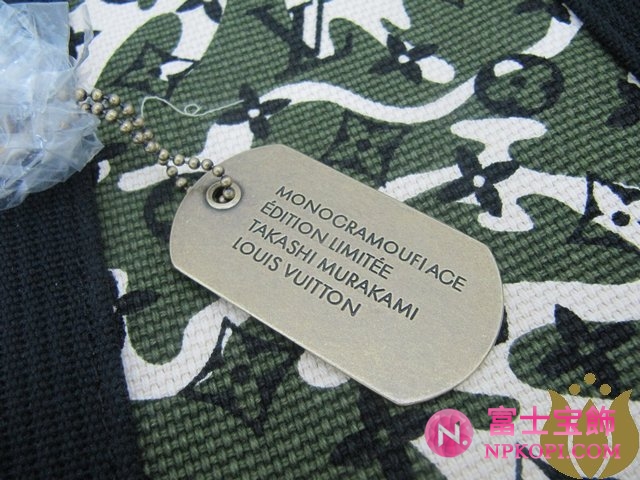 MONOGRAMOUFLAGE
ÉDITION LIMITÉE
TAKASHI MURAKAMI
LOUIS VUITTON
N.
富士宝飾
NPKOPI.COM